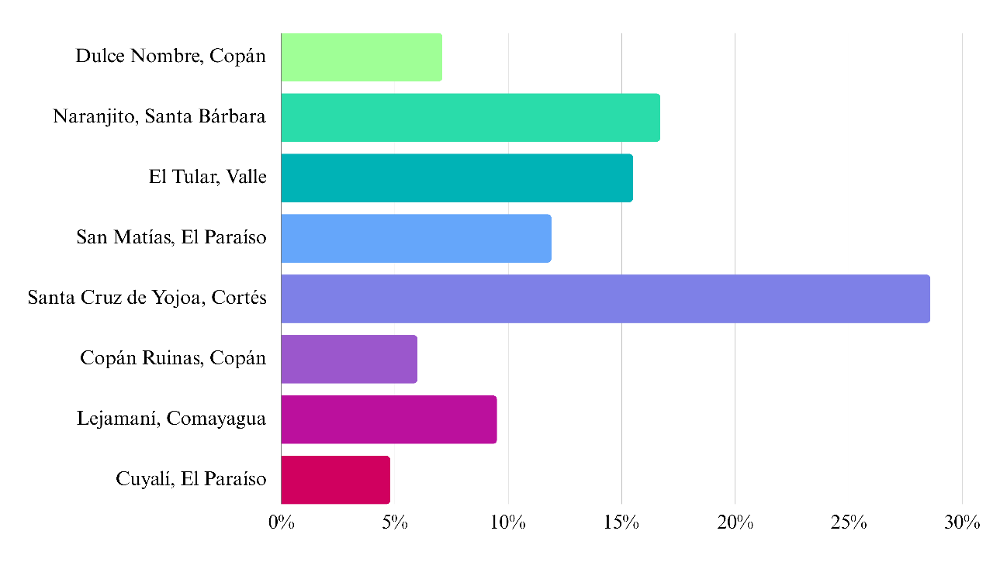 Dulce Nombre, Copán
Naranjito, Santa Bárbara
El Tular, Valle
San Matías, El Paraíso
Santa Cruz de Yojoa, Cortés
Copán Ruinas, Copán
Lejamaní, Comayagua
Cuyalí, El Paraíso
0% 5% 10% 15% 20% 25% 30%